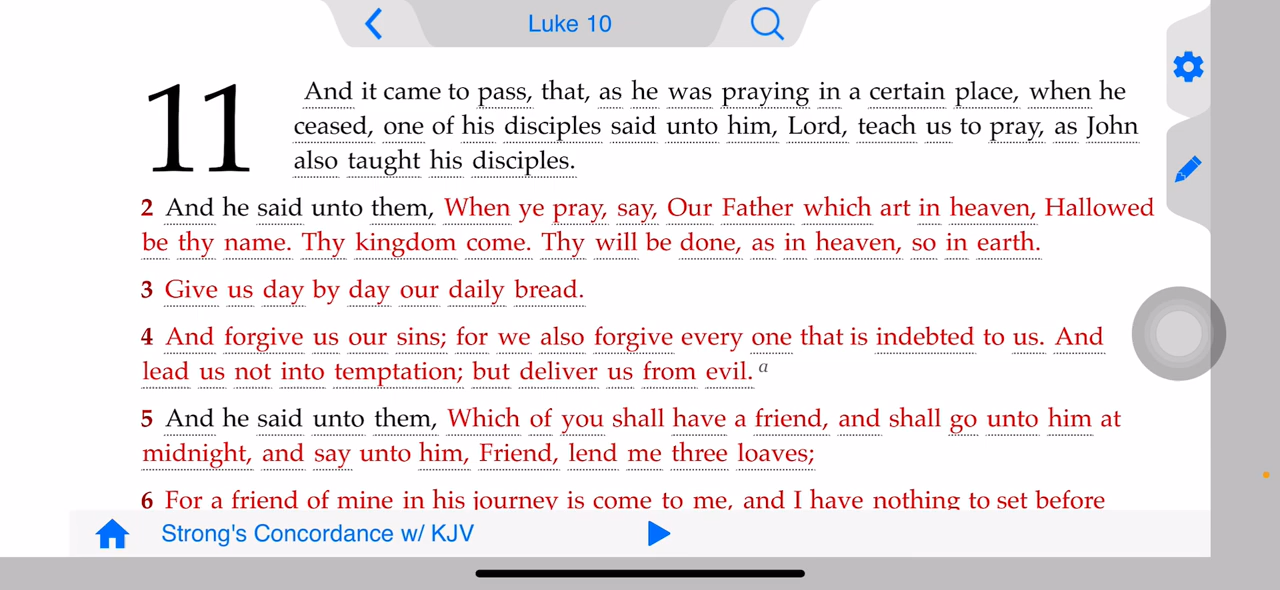 Luke 10
11 And it came to pass, that, as he was praying in a certain place, when he
ceased, one of his disciples said unto him, Lord, teach us to pray, as John
also taught his disciples.
2 And he said unto them, When ye pray, say, Our Father which art in heaven, Hallowed
be thy name. Thy kingdom come. Thy will be done, as in heaven, so in earth.
3 Give us day by day our daily bread.
4 And forgive us our sins; for we also forgive every one that is indebted to us. And
lead us not into temptation; but deliver us from evil. a
5 And he said unto them, Which of you shall have a friend, and shall go unto him at
midnight, and say unto him, Friend, lend me three loaves;
6 For a friend of mine in his journey is come to me, and I have nothing to set before
Strong's Concordance w/ KJV